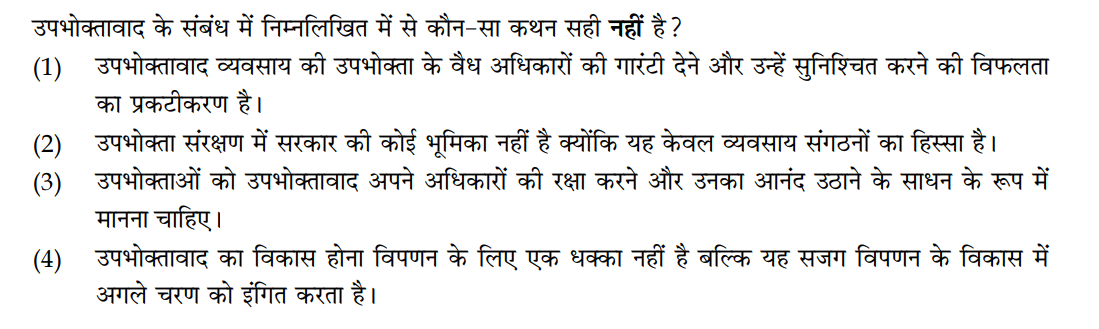 उपभोक्तावाद के संबंध में निम्नलिखित में से कौन-सा कथन सही नहीं है ?
(1) उपभोक्तावाद व्यवसाय की उपभोक्ता के वैध अधिकारों की गारंटी देने और उन्हें सुनिश्चित करने की विफलता
का प्रकटीकरण है।
(2) उपभोक्ता संरक्षण में सरकार की कोई भूमिका नहीं है क्योंकि यह केवल व्यवसाय संगठनों का हिस्सा है।
(3) उपभोक्ताओं को उपभोक्तावाद अपने अधिकारों की रक्षा करने और उनका आनंद उठाने के साधन के रूप में
मानना चाहिए।
(4) उपभोक्तावाद का विकास होना विपणन के लिए एक धक्का नहीं है बल्कि यह सजग विपणन के विकास में
अगले चरण को इंगित करता है।